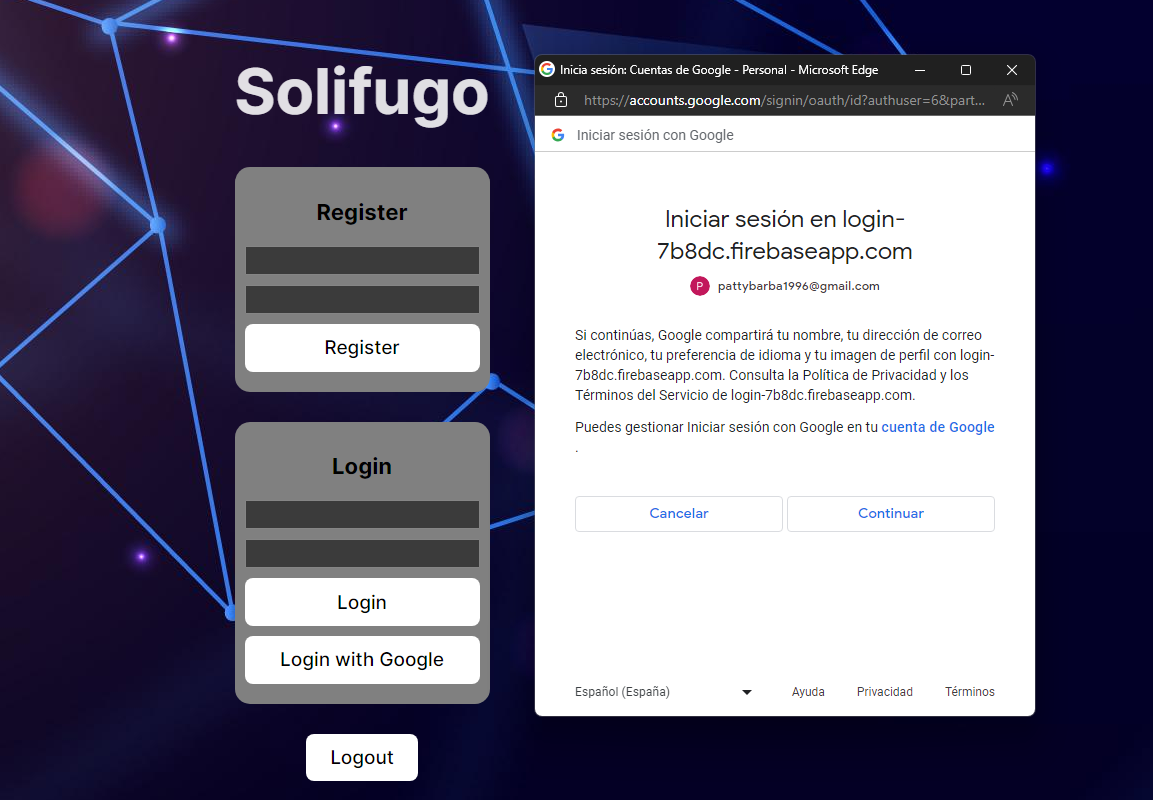 Solifugo
Register
Register
Login
Login
Login with Google
Logout
Inicia sesión: Cuentas de Google - Personal - Microsoft Edge
https://accounts.google.com/signin/oauth/id?authuser=6&part...
Iniciar sesión con Google
Iniciar sesión en login-
7b8dc.firebaseapp.com
P pattybarba1996@gmail.com
Si continúas, Google compartirá tu nombre, tu dirección de correo
electrónico, tu preferencia de idioma y tu imagen de perfil con login-
7b8dc.firebaseapp.com. Consulta la Política de Privacidad y los
Términos del Servicio de login-7b8dc.firebaseapp.com.
Puedes gestionar Iniciar sesión con Google en tu cuenta de Google
.
Cancelar Continuar
Español (España) Ayuda Privacidad Términos